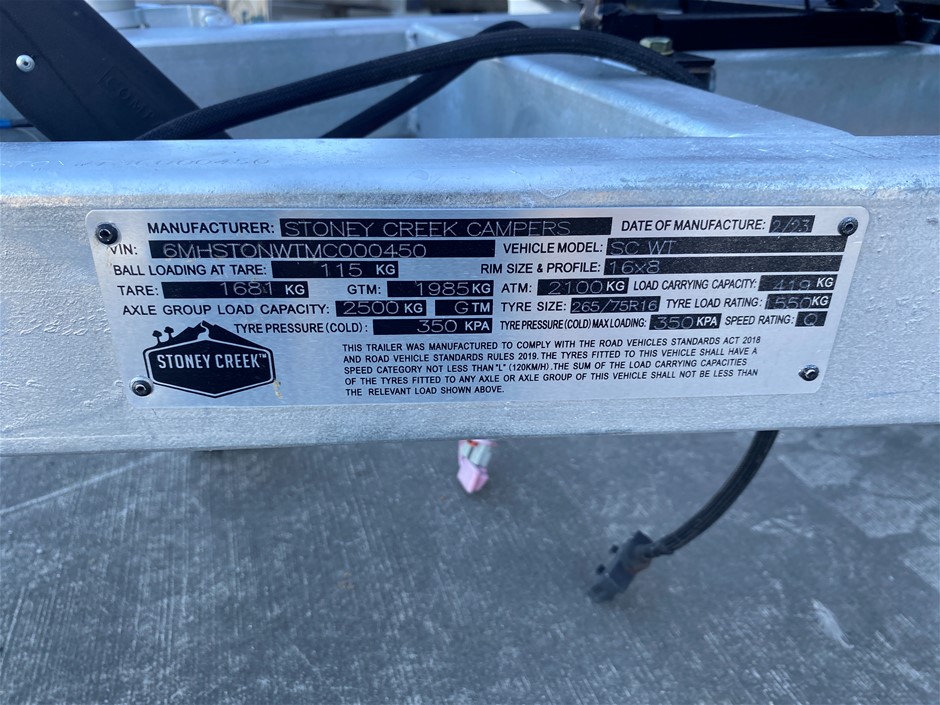 MANUFACTURER: STONEY CREEK CAMPERS DATE OF MANUFACTURE: 2/23
VIN: 6MHSTONWTMC000450 VEHICLE MODEL: SC WT
BALL LOADING AT TARE: 115 KG RIM SIZE & PROFILE: 16x8
TARE: 1681 KG GTM: 1985 KG ATM: 2100 KG LOAD CARRYING CAPACITY: 419 KG
AXLE GROUP LOAD CAPACITY: 2500 KG GTM TYRE SIZE: 265/75R16 TYRE LOAD RATING: 1550 KG
TYRE PRESSURE (COLD): 350 KPA TYRE PRESSURE (COLD) MAX LOADING: 350 KPA SPEED RATING: Q
STONEY CREEK™
THIS TRAILER WAS MANUFACTURED TO COMPLY WITH THE ROAD VEHICLES STANDARDS ACT 2018
AND ROAD VEHICLE STANDARDS RULES 2019. THE TYRES FITTED TO THIS VEHICLE SHALL HAVE A
SPEED CATEGORY NOT LESS THAN "L" (120KM/H). THE SUM OF THE LOAD CARRYING CAPACITIES
OF THE TYRES FITTED TO ANY AXLE OR AXLE GROUP OF THIS VEHICLE SHALL NOT BE LESS THAN
THE RELEVANT LOAD SHOWN ABOVE.